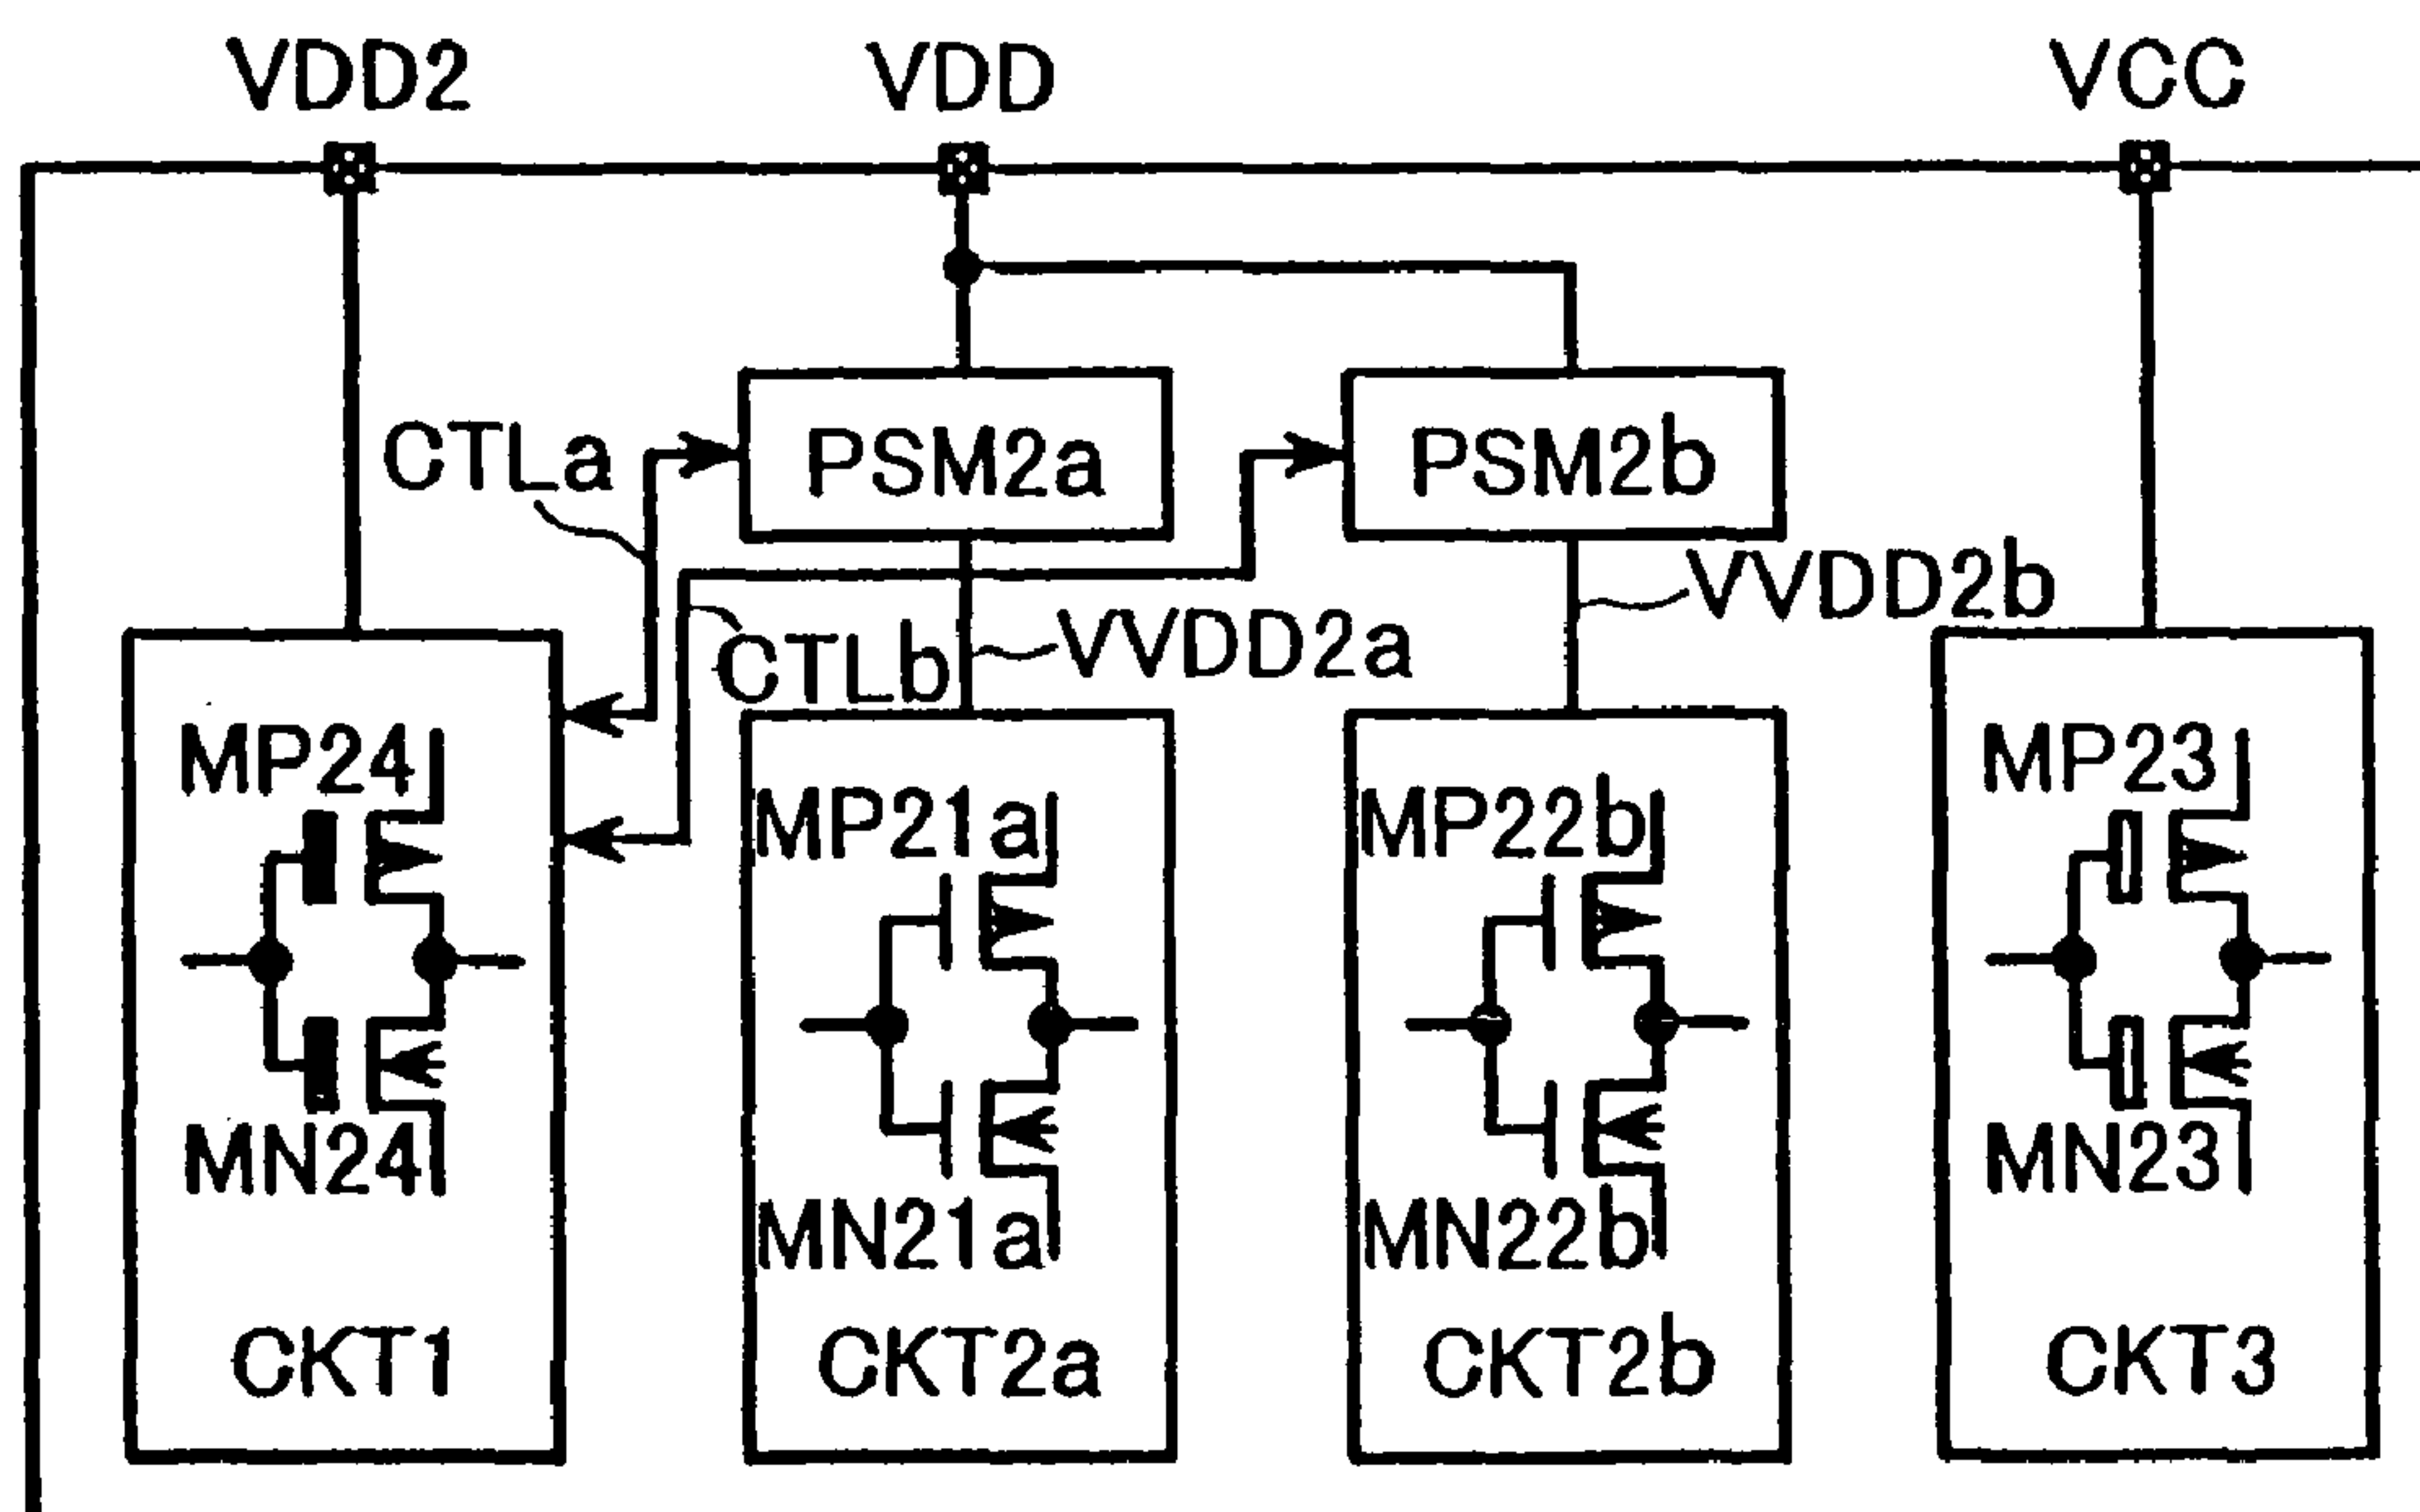 VDD2
VDD
VCC
CTLa
PSM2a
PSM2b
CTLb
VVDD2a
VVDD2b
MP24
MN24
CKT1
MP21a
MN21a
CKT2a
MP22b
MN22b
CKT2b
MP23
MN23
CKT3